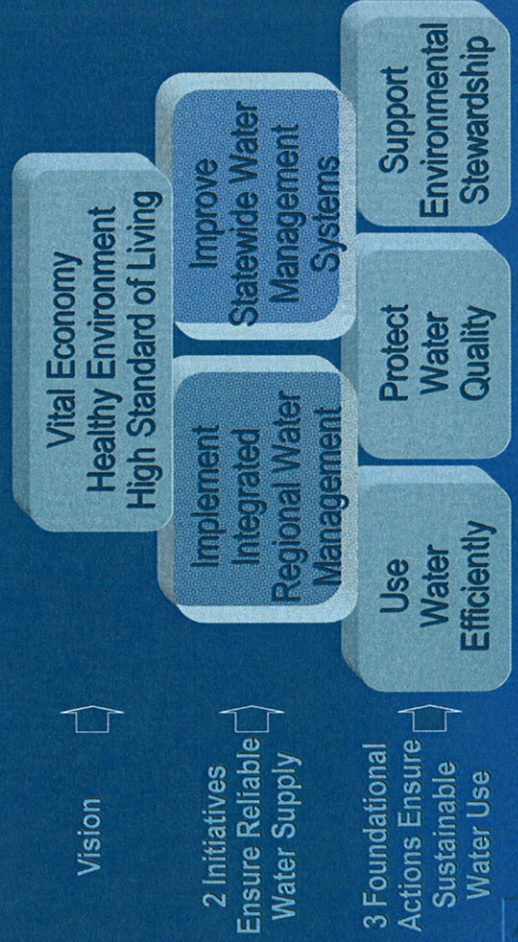 Vision
Vital Economy
Healthy Environment
High Standard of Living
2 Initiatives
Ensure Reliable
Water Supply
Implement
Integrated
Regional Water
Management
Improve
Statewide Water
Management
Systems
3 Foundational
Actions Ensure
Sustainable
Water Use
Use
Water
Efficiently
Protect
Water
Quality
Support
Environmental
Stewardship